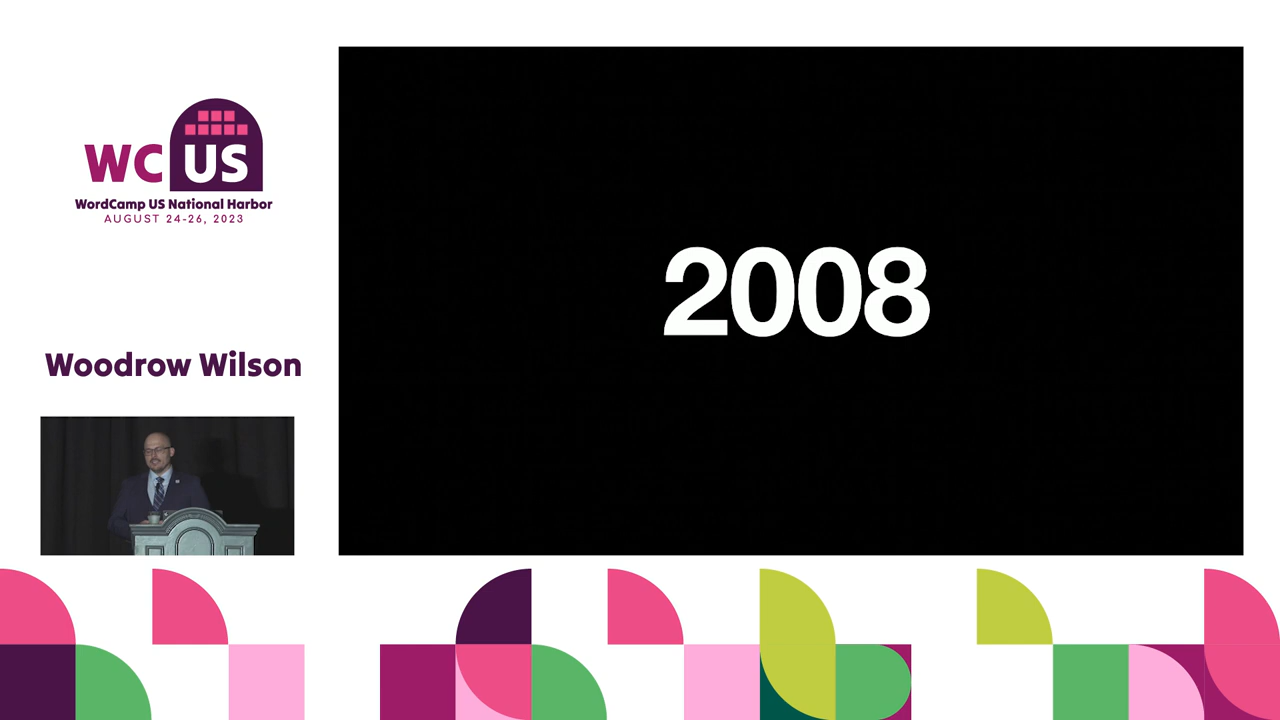 WC US
WordCamp US National Harbor
AUGUST 24-26, 2023
Woodrow Wilson
2008